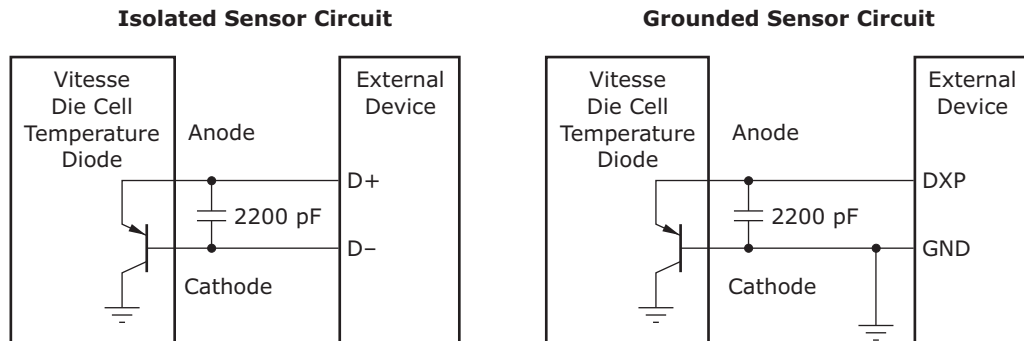 Isolated Sensor Circuit
Vitesse
Die Cell
Temperature
Diode
Anode
External
Device
D+
2200 pF
D–
Cathode
Grounded Sensor Circuit
Vitesse
Die Cell
Temperature
Diode
Anode
External
Device
DXP
2200 pF
GND
Cathode